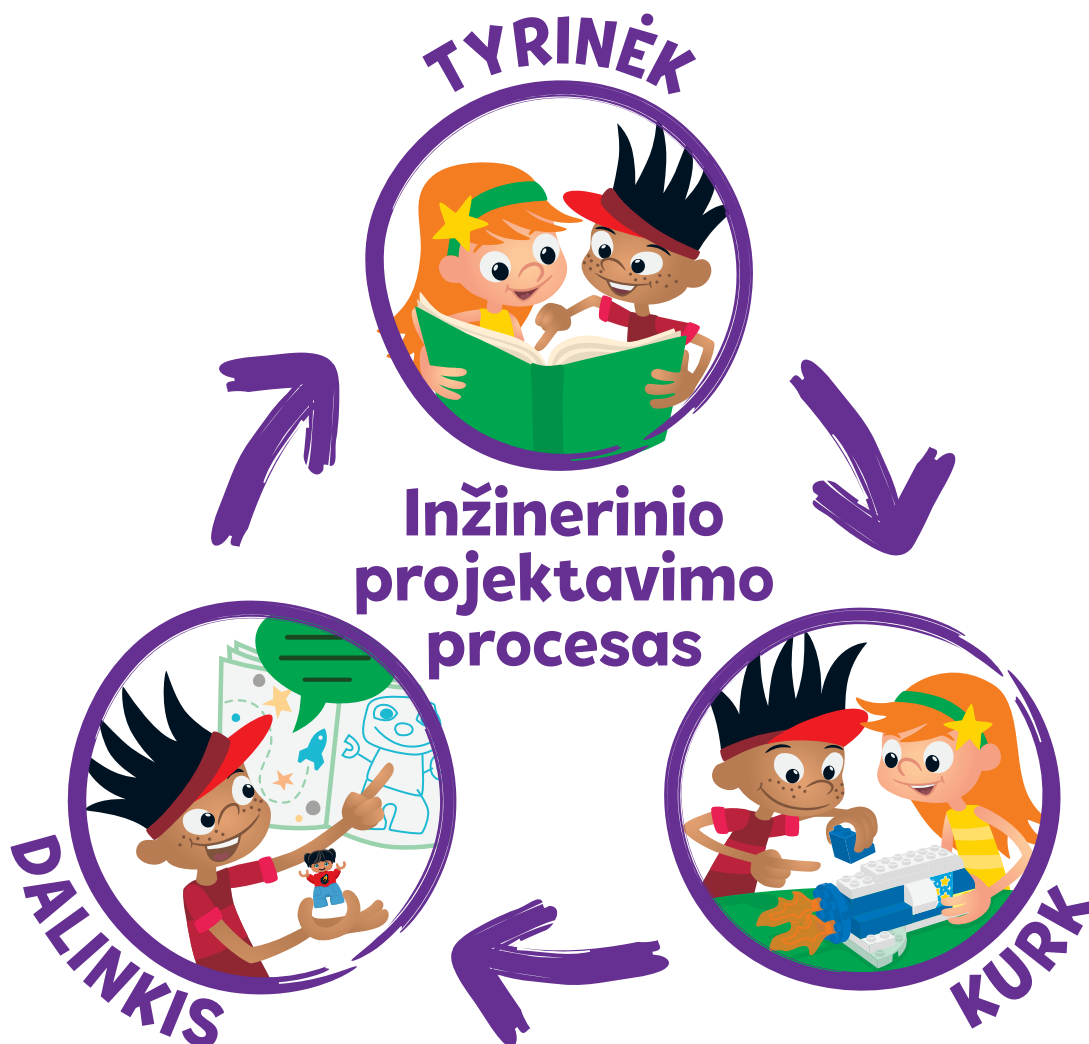 TYRINĖK
Inžinerinio
projektavimo
procesas
DALINKIS
KURK